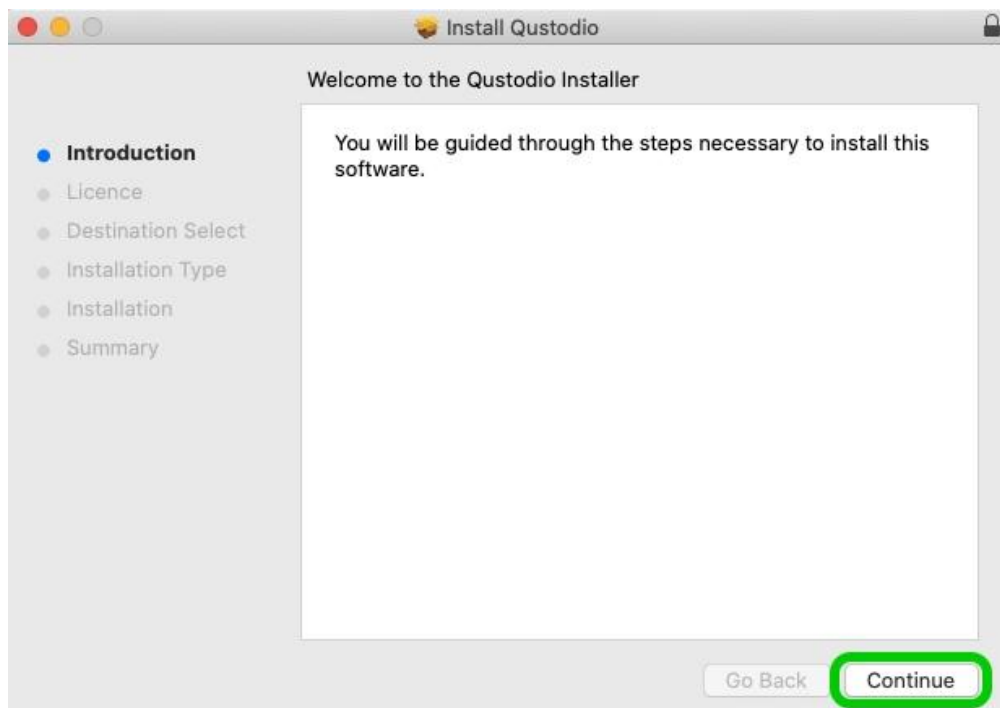 Install Qustodio
Welcome to the Qustodio Installer
Introduction
Licence
Destination Select
Installation Type
Installation
Summary
You will be guided through the steps necessary to install this
software.
Go Back
Continue